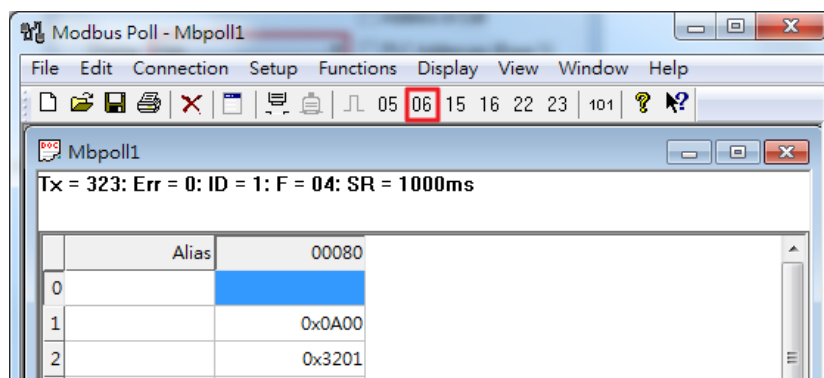 Modbus Poll - Mbpoll1
File Edit Connection Setup Functions Display View Window Help
05 06 15 16 22 23 101
Mbpoll1
Tx = 323: Err = 0: ID = 1: F = 04: SR = 1000ms
Alias 00080
0
1 0x0A00
2 0x3201